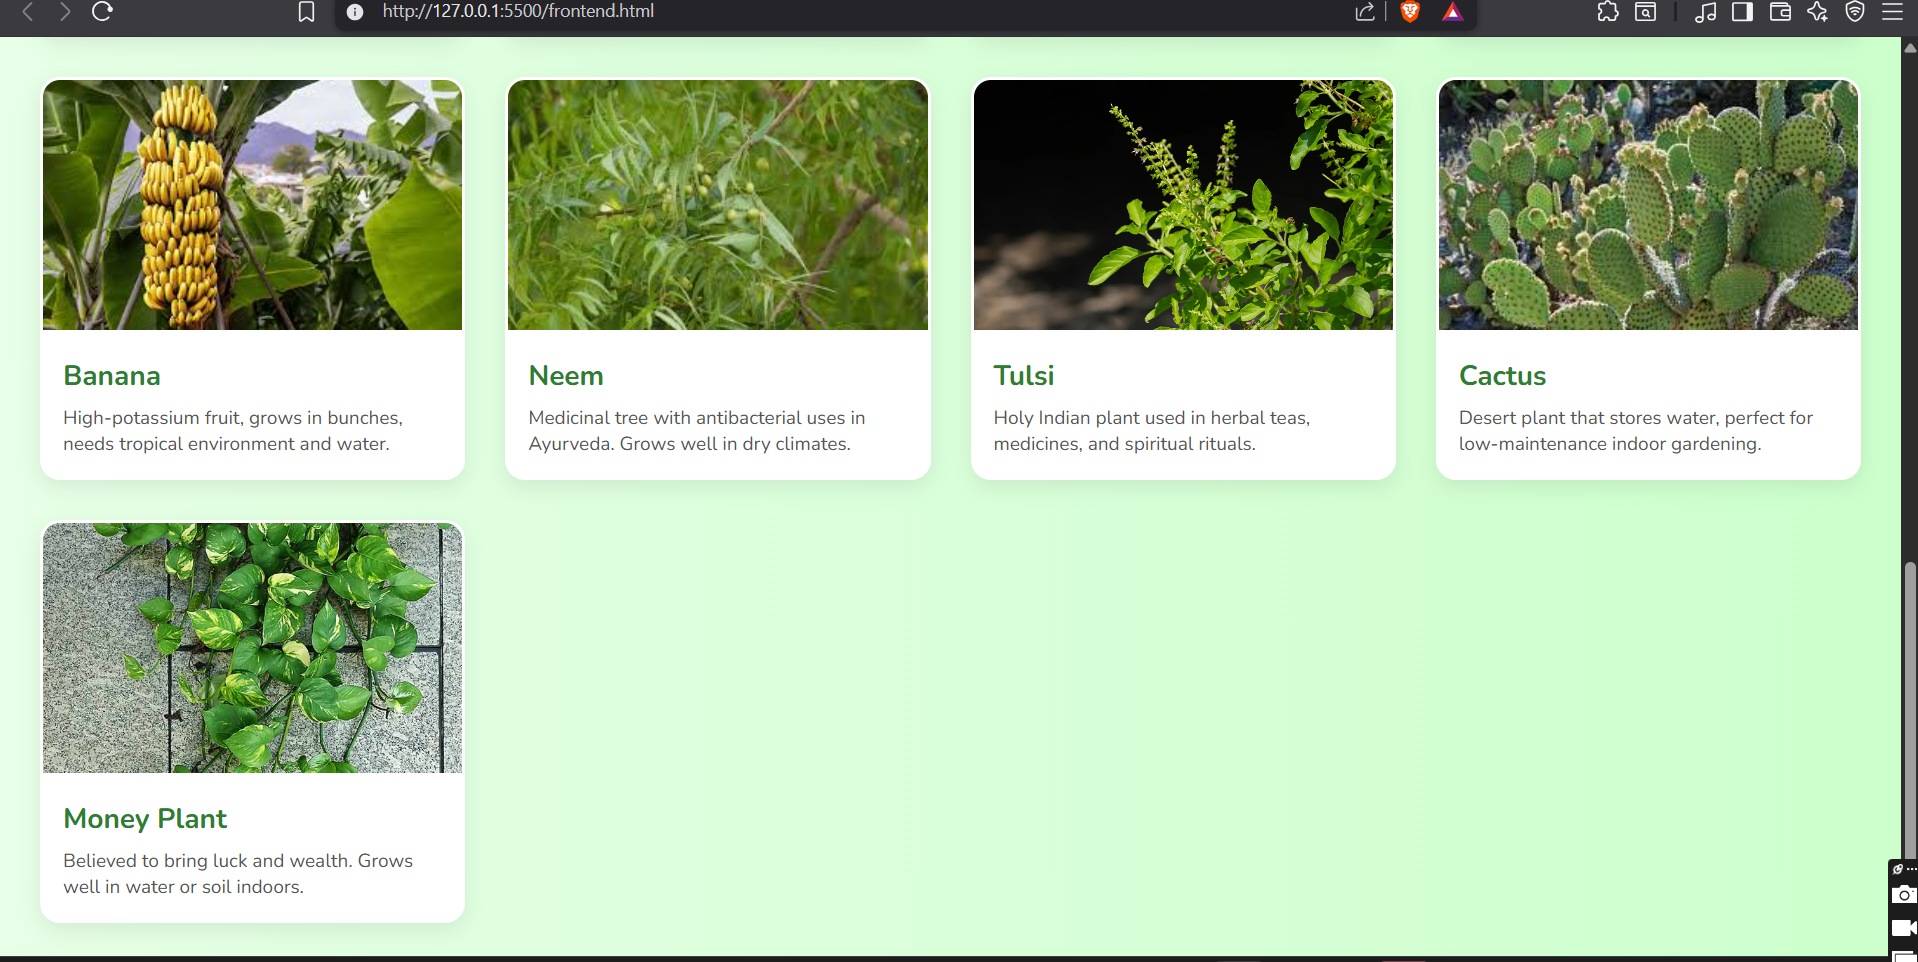 http://127.0.0.1:5500/frontend.html
Banana
High-potassium fruit, grows in bunches,
needs tropical environment and water.
Neem
Medicinal tree with antibacterial uses in
Ayurveda. Grows well in dry climates.
Tulsi
Holy Indian plant used in herbal teas,
medicines, and spiritual rituals.
Cactus
Desert plant that stores water, perfect for
low-maintenance indoor gardening.
Money Plant
Believed to bring luck and wealth. Grows
well in water or soil indoors.